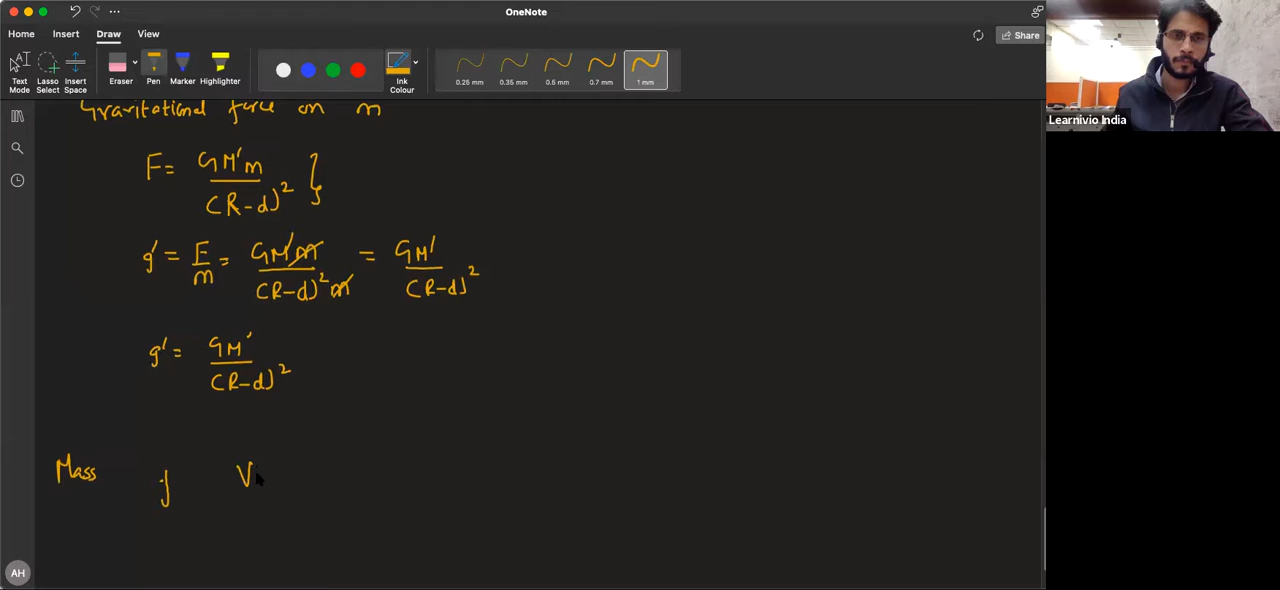 OneNote
Home Insert Draw View
Share
Text Mode
Lasso Select
Insert Space
Eraser
Pen
Marker
Highlighter
Ink Colour
0.25 mm
0.35 mm
0.5 mm
0.7 mm
1 mm
Learnivio India
Gravitational force on m
F = GM'm/(R-d)² }
g' = F/m = GM'm/(R-d)²m = GM'/(R-d)²
g' = GM'/(R-d)²
Mass V
AH